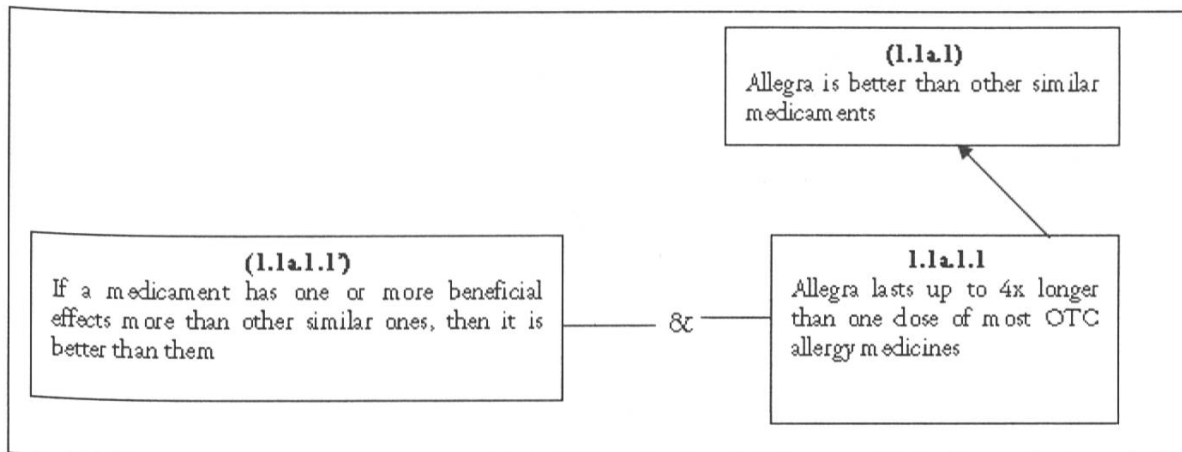 (1.1a.1)
Allegra is better than other similar
medicaments
(1.1a.1.1')
If a medicament has one or more beneficial
effects more than other similar ones, then it is
better than them
&
1.1a.1.1
Allegra lasts up to 4x longer
than one dose of most OTC
allergy medicines